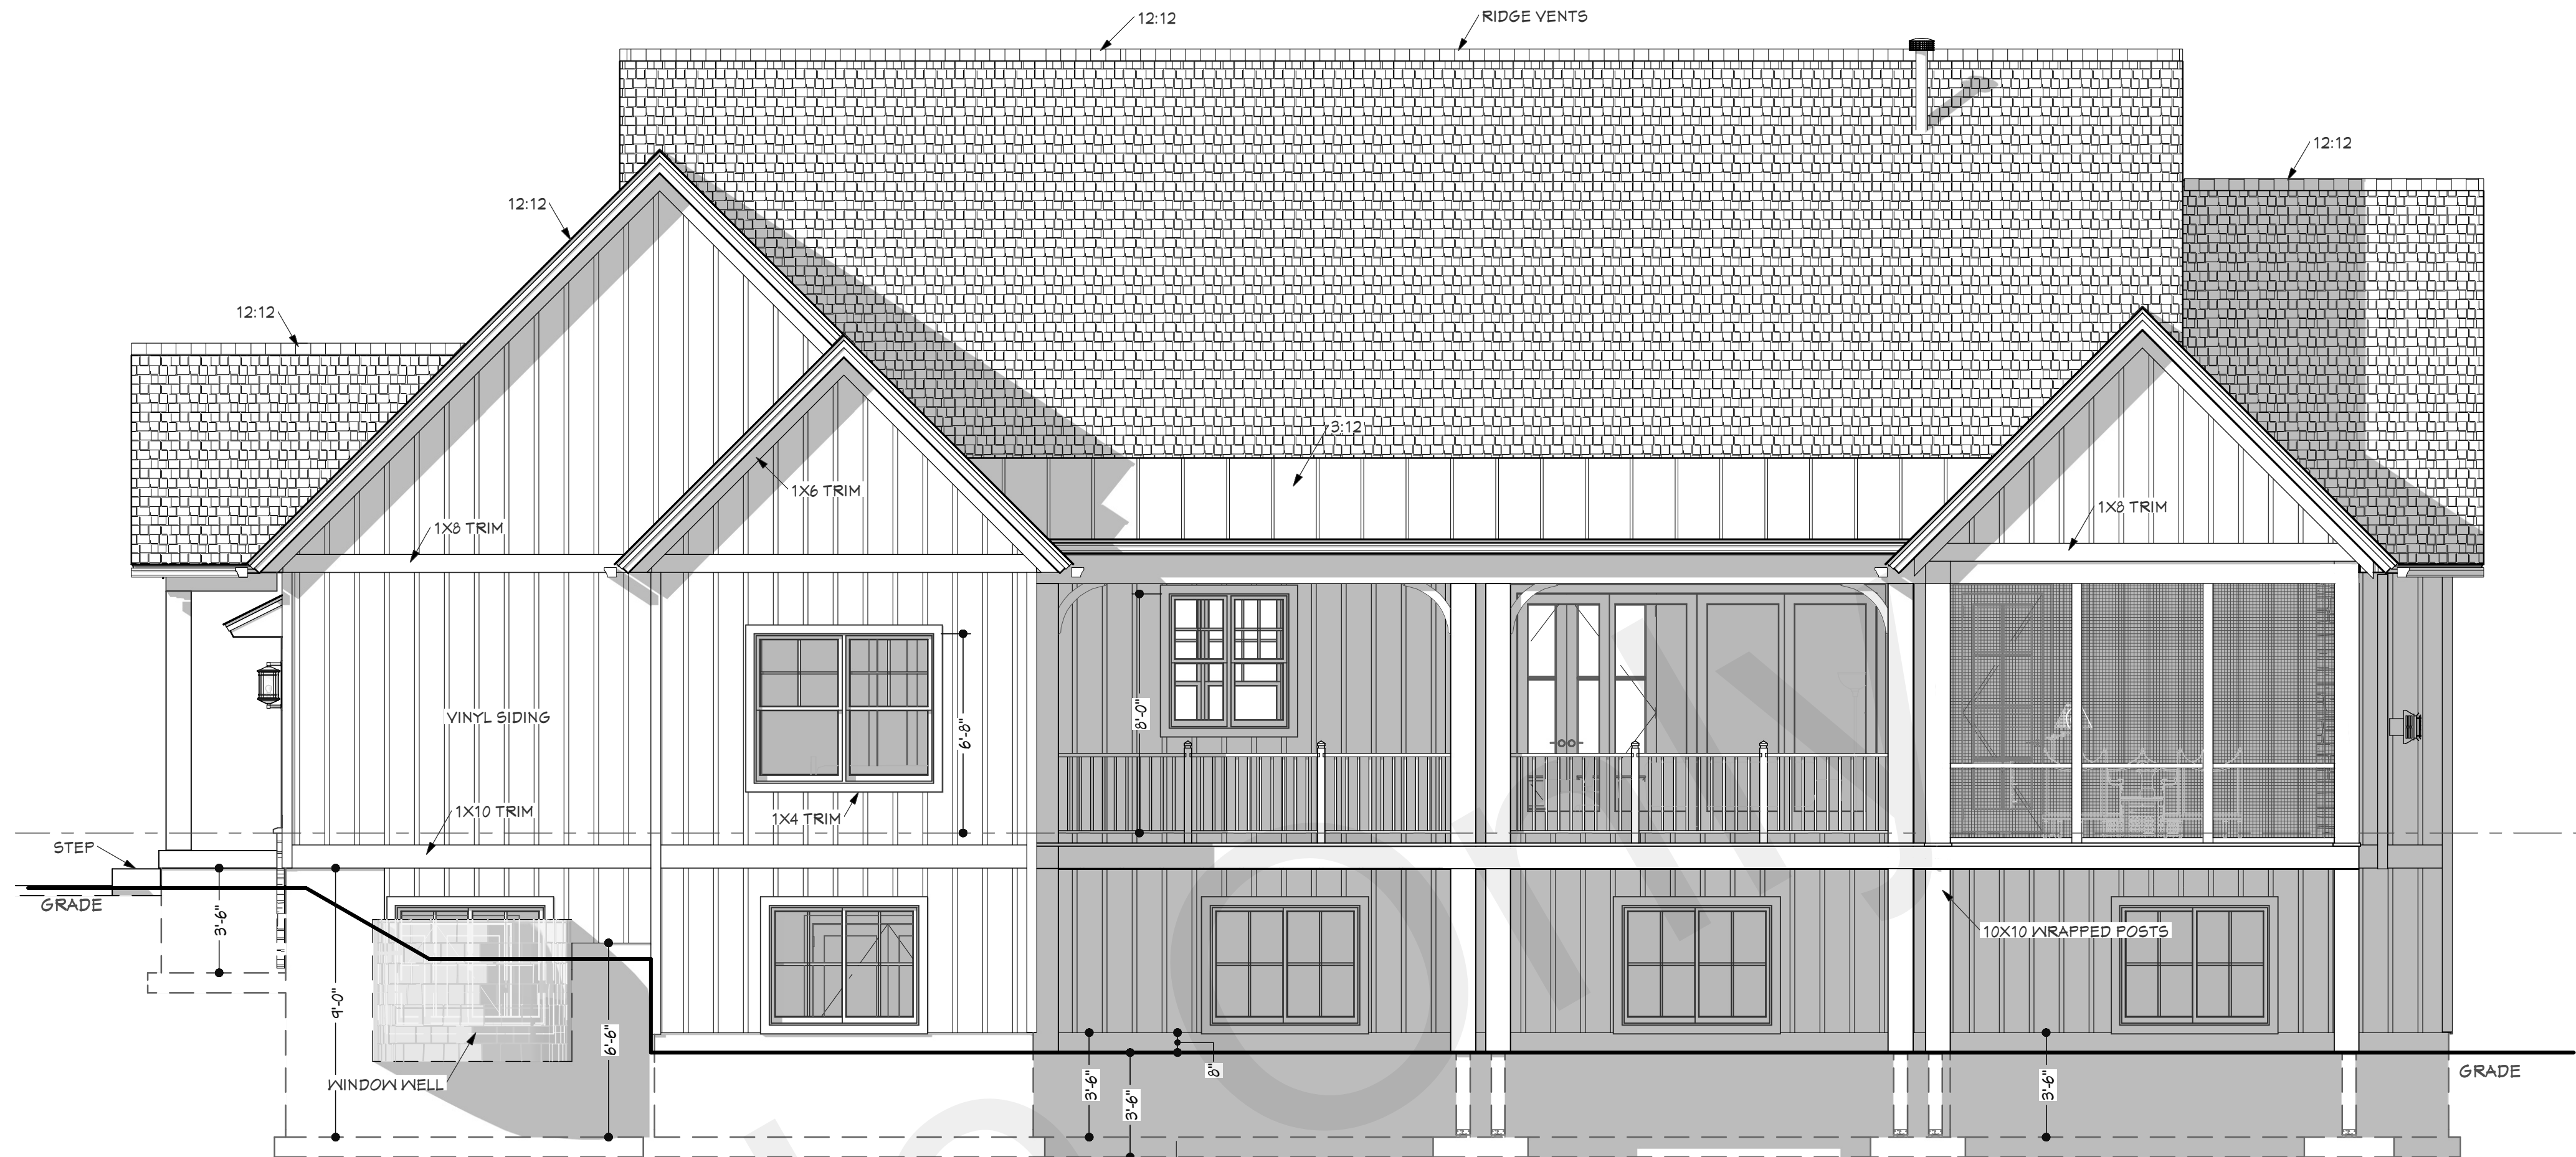 12:12
RIDGE VENTS
12:12
12:12
12:12
3:12
1X6 TRIM
1X8 TRIM
1X8 TRIM
VINYL SIDING
8'-0"
6'-8"
1X10 TRIM
1X4 TRIM
STEP
GRADE
3'-6"
10X10 WRAPPED POSTS
9'-0"
6'-6"
WINDOW WELL
8"
3'-6"
3'-6"
3'-6"
GRADE
Only